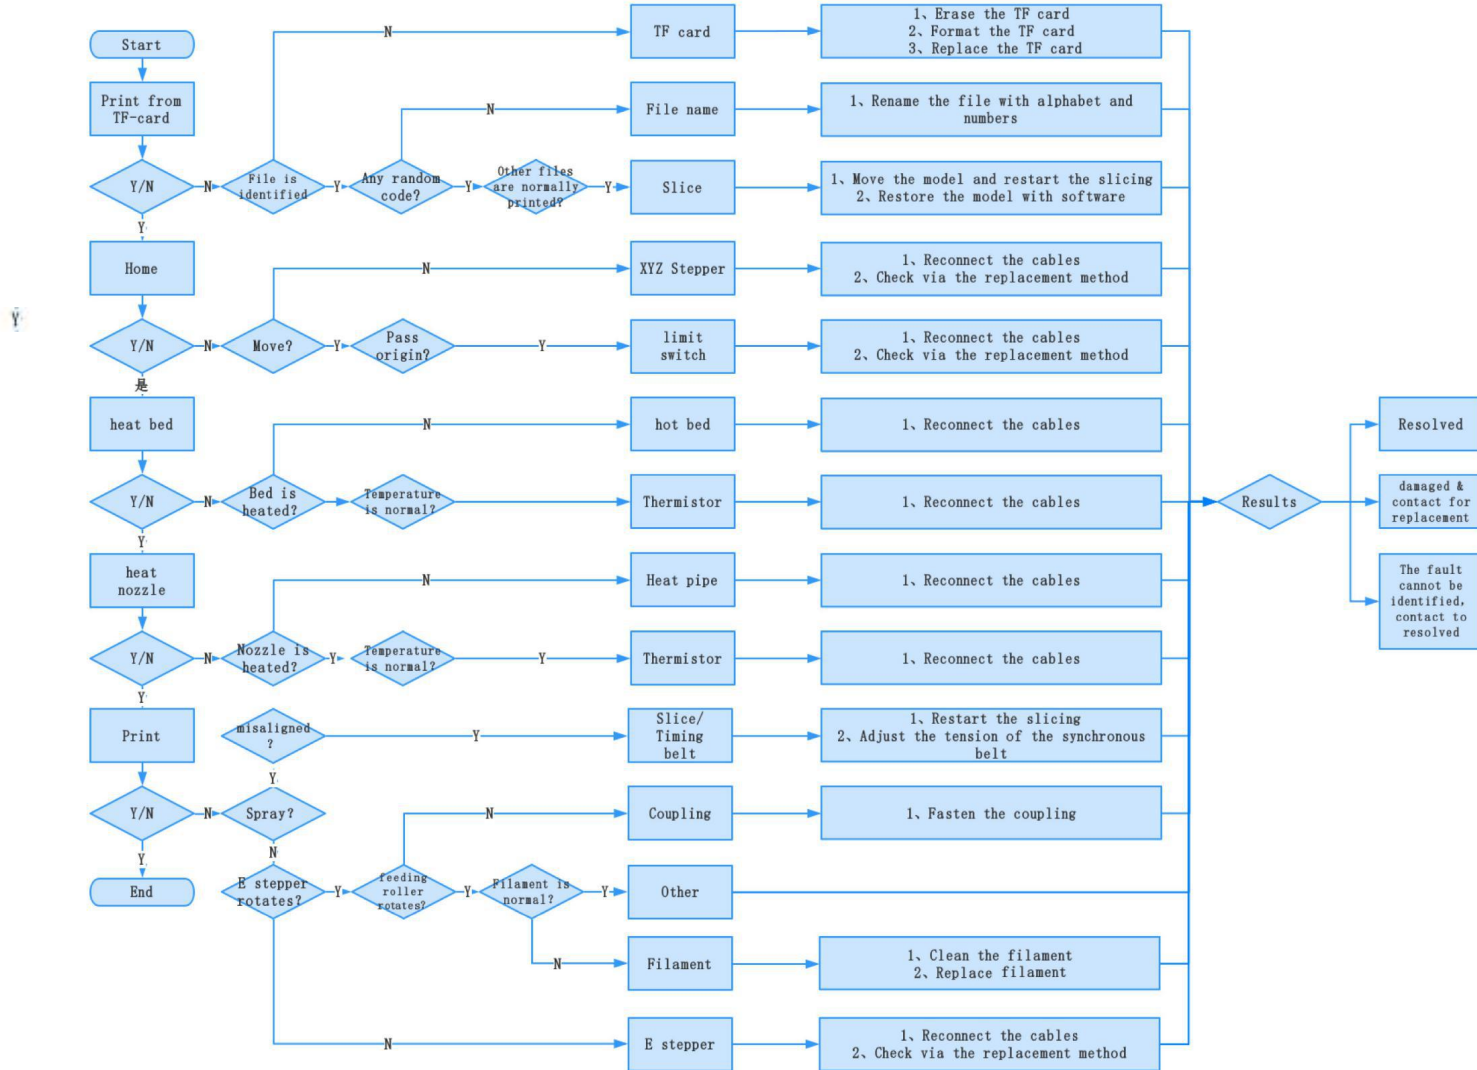 Start
Print from
TF-card
Y/N
N
File is
identified
N
TF card
1、Erase the TF card
2、Format the TF card
3、Replace the TF card
Y
Any random
code?
N
File name
1、Rename the file with alphabet and
numbers
Y
Other files
are normally
printed?
Y
Slice
1、Move the model and restart the slicing
2、Restore the model with software
Y
Home
Y
Y/N
N
Move?
N
XYZ Stepper
1、Reconnect the cables
2、Check via the replacement method
Y
Pass
origin?
Y
limit
switch
1、Reconnect the cables
2、Check via the replacement method
是
heat bed
Y/N
N
Bed is
heated?
N
hot bed
1、Reconnect the cables
Temperature
is normal?
Thermistor
1、Reconnect the cables
Y
heat
nozzle
Y/N
N
Nozzle is
heated?
N
Heat pipe
1、Reconnect the cables
Y
Temperature
is normal?
Y
Thermistor
1、Reconnect the cables
Y
Print
Y/N
N
Spray?
Y
misaligned
?
Y
Slice/
Timing
belt
1、Restart the slicing
2、Adjust the tension of the synchronous
belt
N
E stepper
rotates?
Y
feeding
roller
rotates?
N
Coupling
1、Fasten the coupling
Y
Filament is
normal?
Y
Other
N
Filament
1、Clean the filament
2、Replace filament
N
E stepper
1、Reconnect the cables
2、Check via the replacement method
Y
End
Results
Resolved
damaged &
contact for
replacement
The fault
cannot be
identified,
contact to
resolved